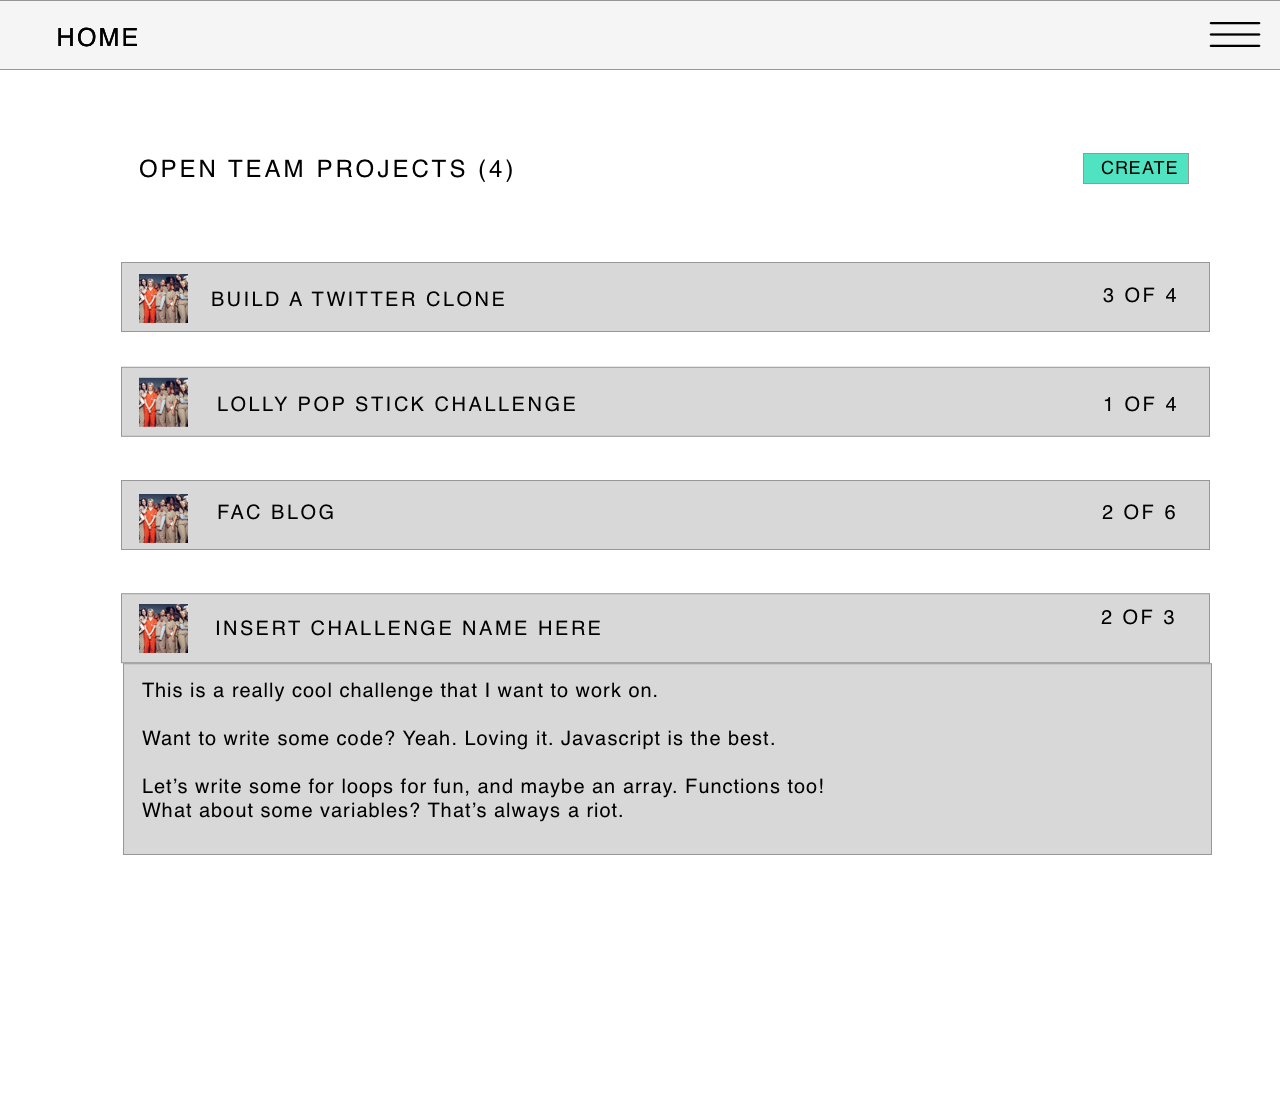 HOME
OPEN TEAM PROJECTS (4)
CREATE
BUILD A TWITTER CLONE
3 OF 4
LOLLY POP STICK CHALLENGE
1 OF 4
FAC BLOG
2 OF 6
INSERT CHALLENGE NAME HERE
2 OF 3
This is a really cool challenge that I want to work on.
Want to write some code? Yeah. Loving it. Javascript is the best.
Let’s write some for loops for fun, and maybe an array. Functions too!
What about some variables? That’s always a riot.